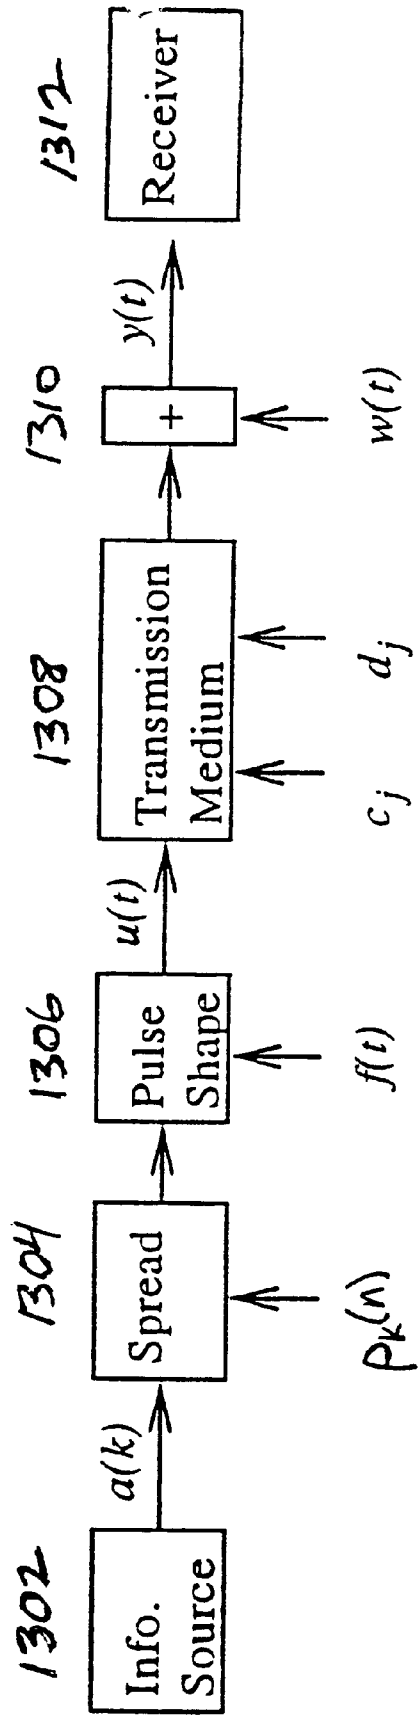 1302
1304
1306
1308
1310
1312
Info.
Source
a(k)
Spread
Pulse
Shape
u(t)
Transmission
Medium
+
y(t)
Receiver
pk(n)
f(t)
cj
dj
w(t)